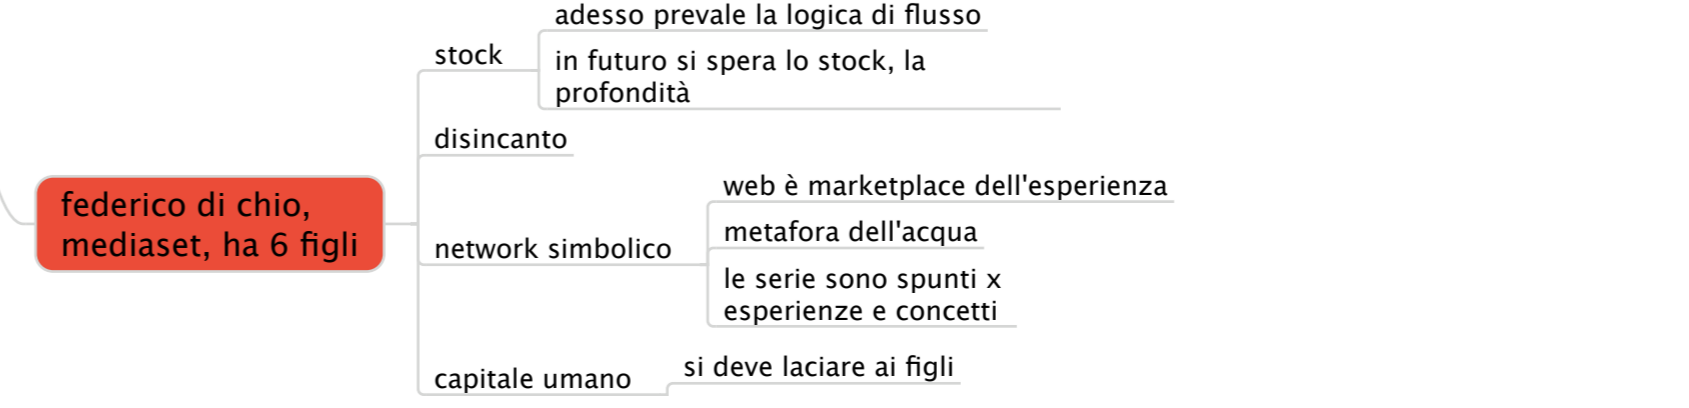 adesso prevale la logica di flusso
stock
in futuro si spera lo stock, la
profondità
disincanto
federico di chio,
mediaset, ha 6 figli
web è marketplace dell'esperienza
metafora dell'acqua
network simbolico
le serie sono spunti x
esperienze e concetti
si deve laciare ai figli
capitale umano